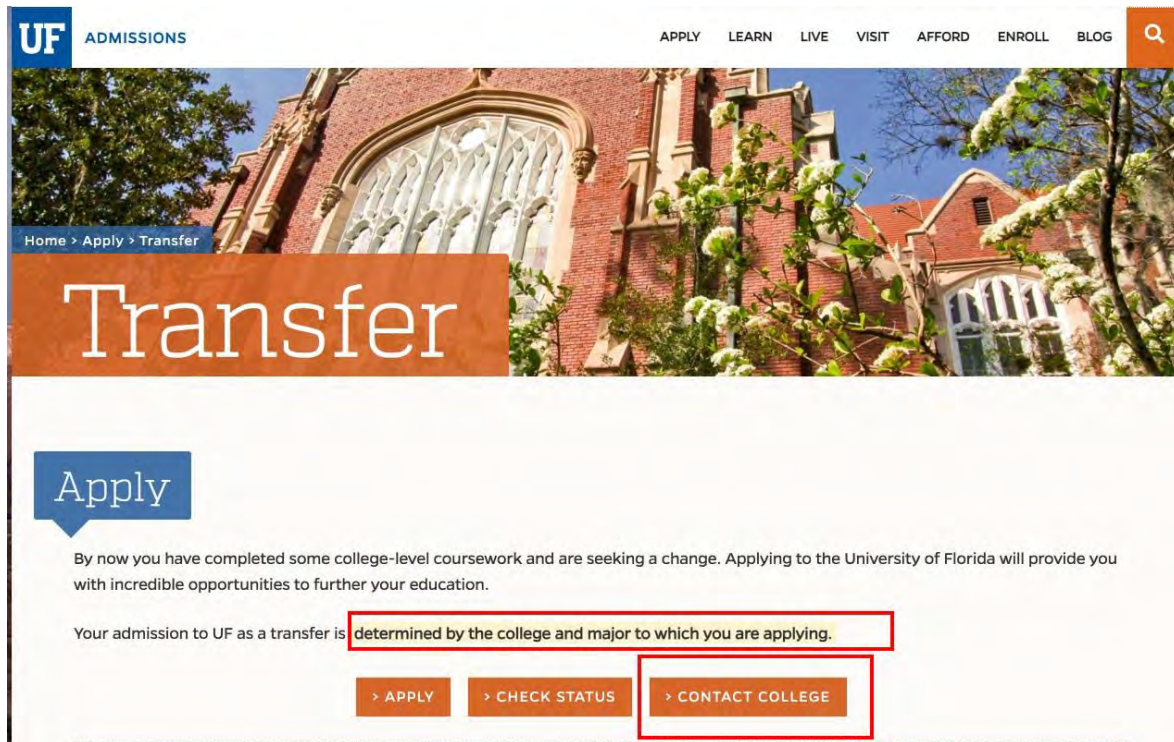 UF ADMISSIONS APPLY LEARN LIVE VISIT AFFORD ENROLL BLOG
Home > Apply > Transfer
Transfer
Apply
By now you have completed some college-level coursework and are seeking a change. Applying to the University of Florida will provide you
with incredible opportunities to further your education.
Your admission to UF as a transfer is determined by the college and major to which you are applying.
> APPLY > CHECK STATUS > CONTACT COLLEGE